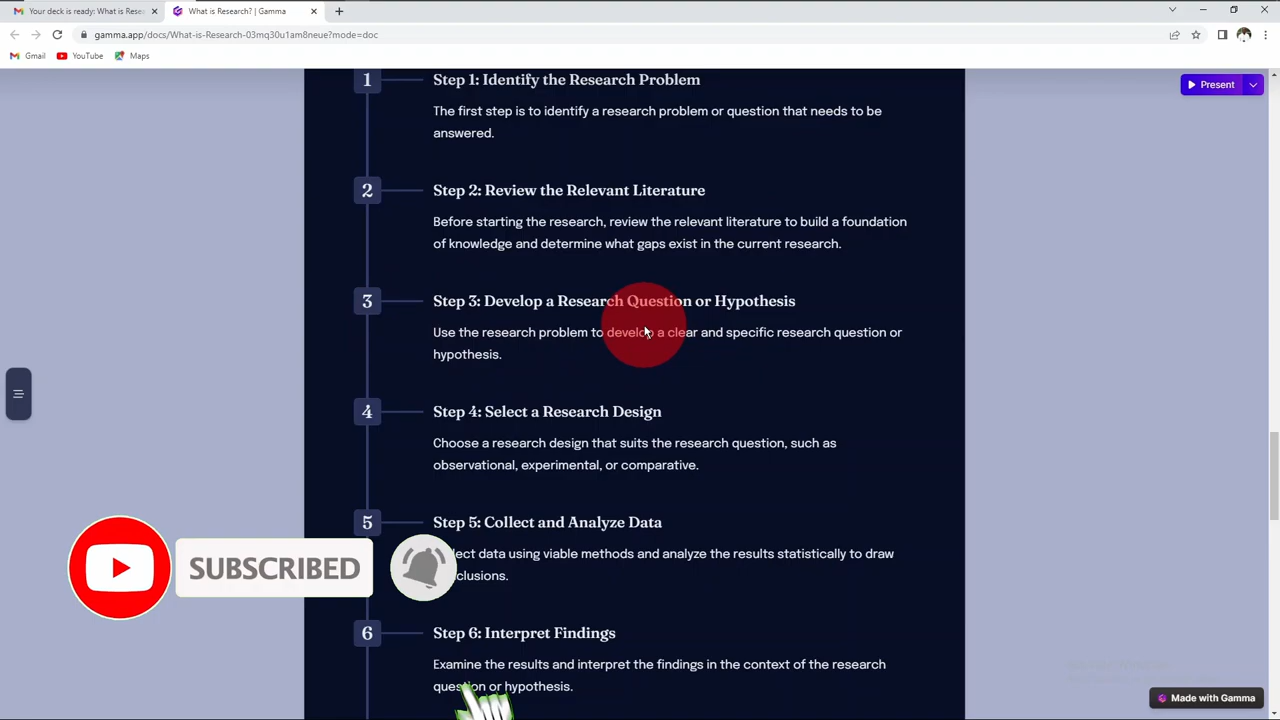 Your deck is ready: What is Rese
What is Research? | Gamma
gamma.app/docs/What-is-Research-03mq30u1am8neue?mode=doc
Gmail
YouTube
Maps
Present
1
Step 1: Identify the Research Problem
The first step is to identify a research problem or question that needs to be
answered.
2
Step 2: Review the Relevant Literature
Before starting the research, review the relevant literature to build a foundation
of knowledge and determine what gaps exist in the current research.
3
Step 3: Develop a Research Question or Hypothesis
Use the research problem to develop a clear and specific research question or
hypothesis.
4
Step 4: Select a Research Design
Choose a research design that suits the research question, such as
observational, experimental, or comparative.
5
Step 5: Collect and Analyze Data
lect data using viable methods and analyze the results statistically to draw
clusions.
SUBSCRIBED
6
Step 6: Interpret Findings
Examine the results and interpret the findings in the context of the research
question or hypothesis.
Made with Gamma